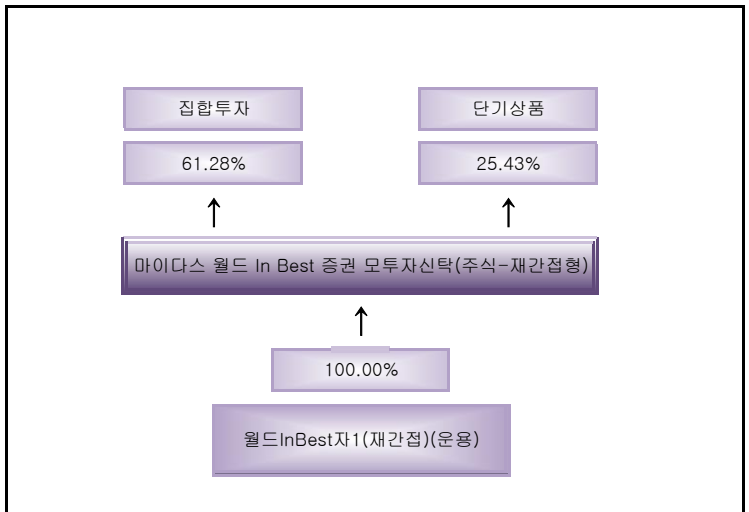 집합투자
단기상품
61.28%
25.43%
마이다스 월드 In Best 증권 모투자신탁(주식-재간접형)
100.00%
월드InBest자1(재간접)(운용)